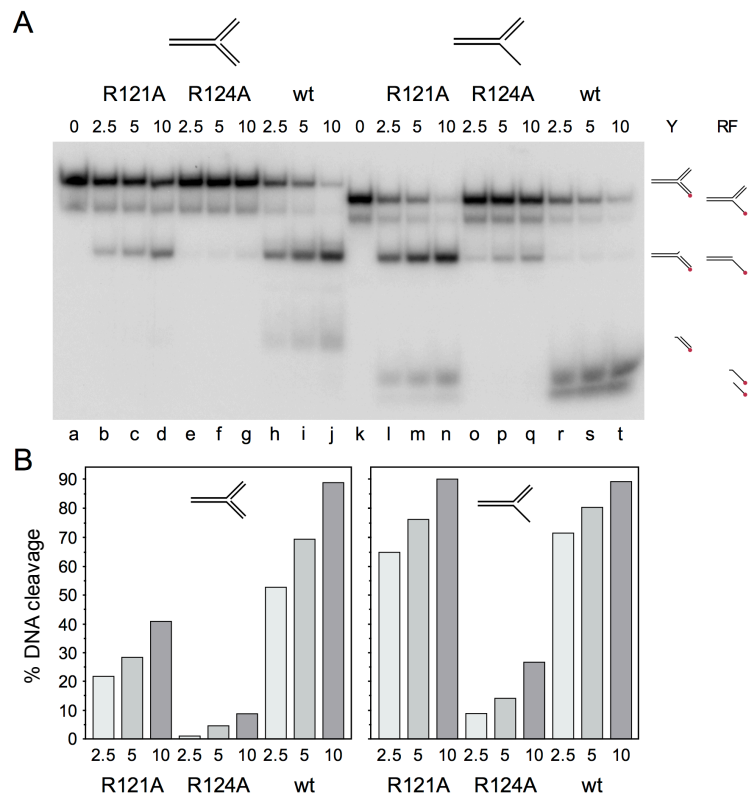 A
R121A R124A wt R121A R124A wt
0 2.5 5 10 2.5 5 10 2.5 5 10 0 2.5 5 10 2.5 5 10 2.5 5 10 Y RF
a b c d e f g h i j k l m n o p q r s t
B
% DNA cleavage
90
80
70
60
50
40
30
20
10
0
2.5 5 10 2.5 5 10 2.5 5 10 2.5 5 10 2.5 5 10 2.5 5 10
R121A R124A wt R121A R124A wt